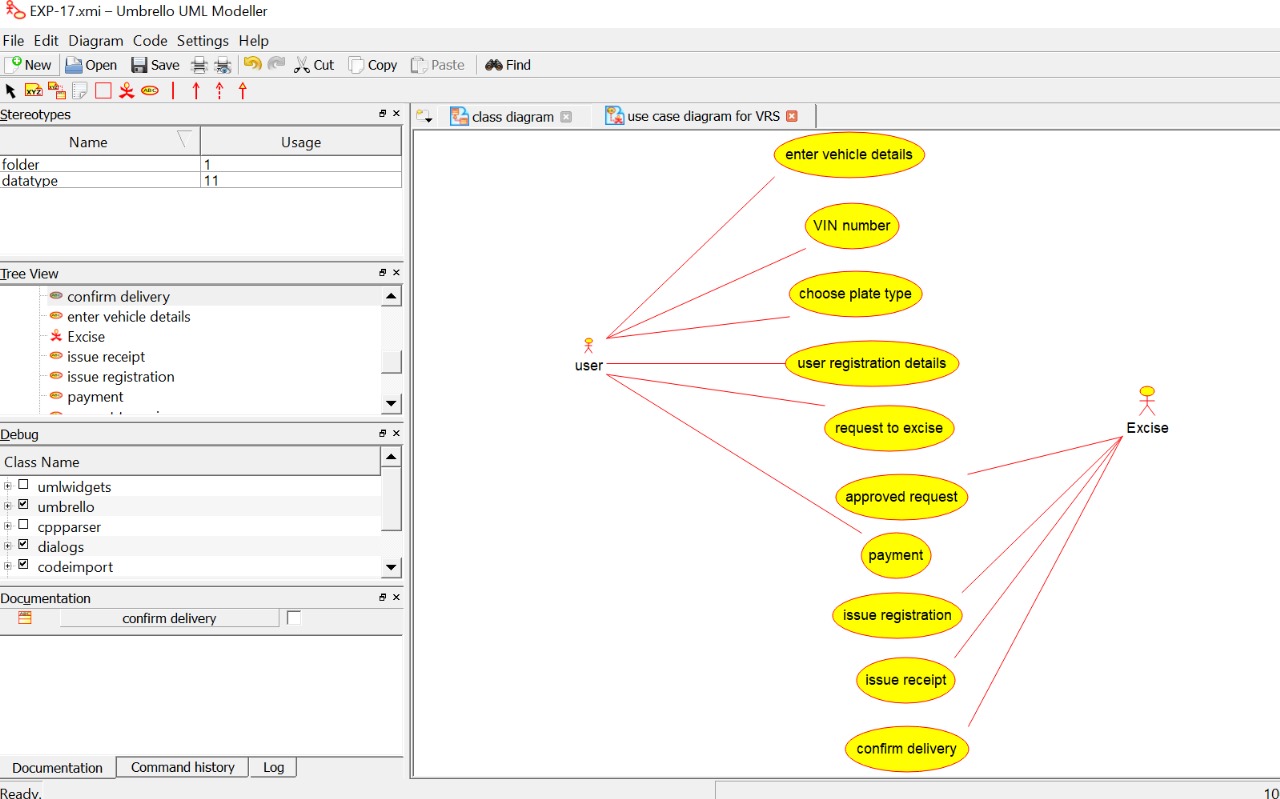 EXP-17.xmi – Umbrello UML Modeller
File Edit Diagram Code Settings Help
New Open Save Cut Copy Paste Find
Stereotypes
Name Usage
folder 1
datatype 11
Tree View
confirm delivery
enter vehicle details
Excise
issue receipt
issue registration
payment
Debug
Class Name
umlwidgets
umbrello
cppparser
dialogs
codeimport
Documentation
confirm delivery
Documentation Command history Log
Ready.
class diagram use case diagram for VRS
enter vehicle details
VIN number
choose plate type
user
user registration details
request to excise
Excise
approved request
payment
issue registration
issue receipt
confirm delivery
10